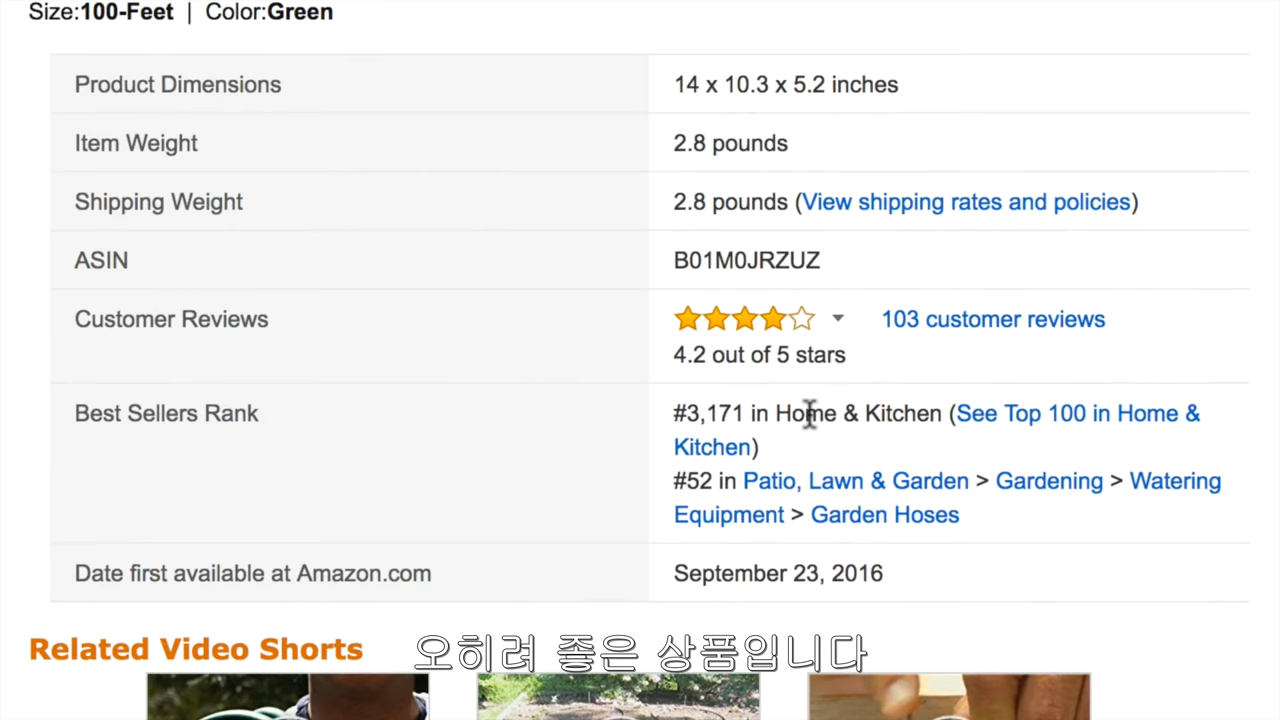 Size:100-Feet | Color:Green
Product Dimensions
14 x 10.3 x 5.2 inches
Item Weight
2.8 pounds
Shipping Weight
2.8 pounds (View shipping rates and policies)
ASIN
B01M0JRZUZ
Customer Reviews
103 customer reviews
4.2 out of 5 stars
Best Sellers Rank
#3,171 in Home & Kitchen (See Top 100 in Home &
Kitchen)
#52 in Patio, Lawn & Garden > Gardening > Watering
Equipment > Garden Hoses
Date first available at Amazon.com
September 23, 2016
Related Video Shorts
오히려 좋은 상품입니다